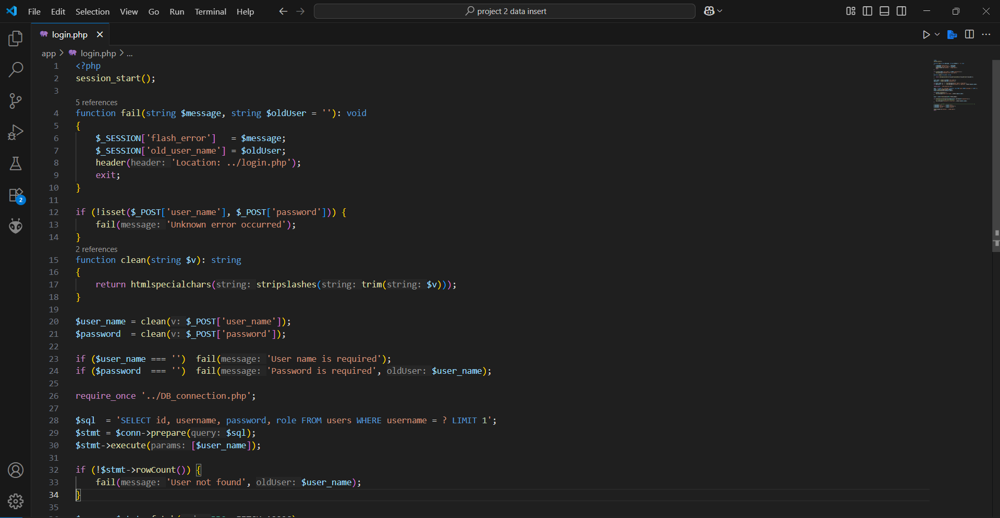 File Edit Selection View Go Run Terminal Help
project 2 data insert
login.php
app > login.php > ...
1 <?php
2 session_start();
3
5 references
4 function fail(string $message, string $oldUser = ''): void
5 {
6 $_SESSION['flash_error']   = $message;
7 $_SESSION['old_user_name'] = $oldUser;
8 header(header: 'Location: ../login.php');
9 exit;
10 }
11
12 if (!isset($_POST['user_name'], $_POST['password'])) {
13 fail(message: 'Unknown error occurred');
14 }
2 references
15 function clean(string $v): string
16 {
17 return htmlspecialchars(string: stripslashes(string: trim(string: $v)));
18 }
19
20 $user_name = clean(v: $_POST['user_name']);
21 $password  = clean(v: $_POST['password']);
22
23 if ($user_name === '')  fail(message: 'User name is required');
24 if ($password  === '')  fail(message: 'Password is required', oldUser: $user_name);
25
26 require_once '../DB_connection.php';
27
28 $sql  = 'SELECT id, username, password, role FROM users WHERE username = ? LIMIT 1';
29 $stmt = $conn->prepare(query: $sql);
30 $stmt->execute(params: [$user_name]);
31
32 if (!$stmt->rowCount()) {
33 fail(message: 'User not found', oldUser: $user_name);
34 }
35
2